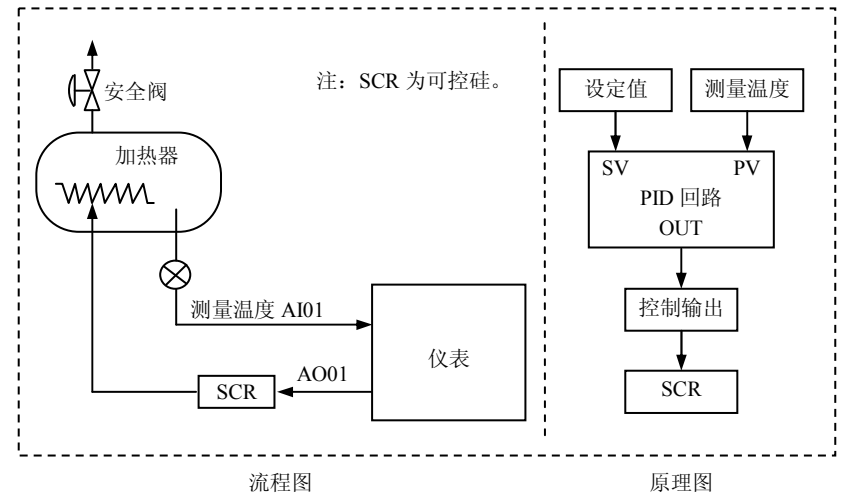 注：SCR 为可控硅。
安全阀
加热器
测量温度 AI01
仪表
AO01
SCR
流程图
设定值
测量温度
SV
PV
PID 回路
OUT
控制输出
SCR
原理图